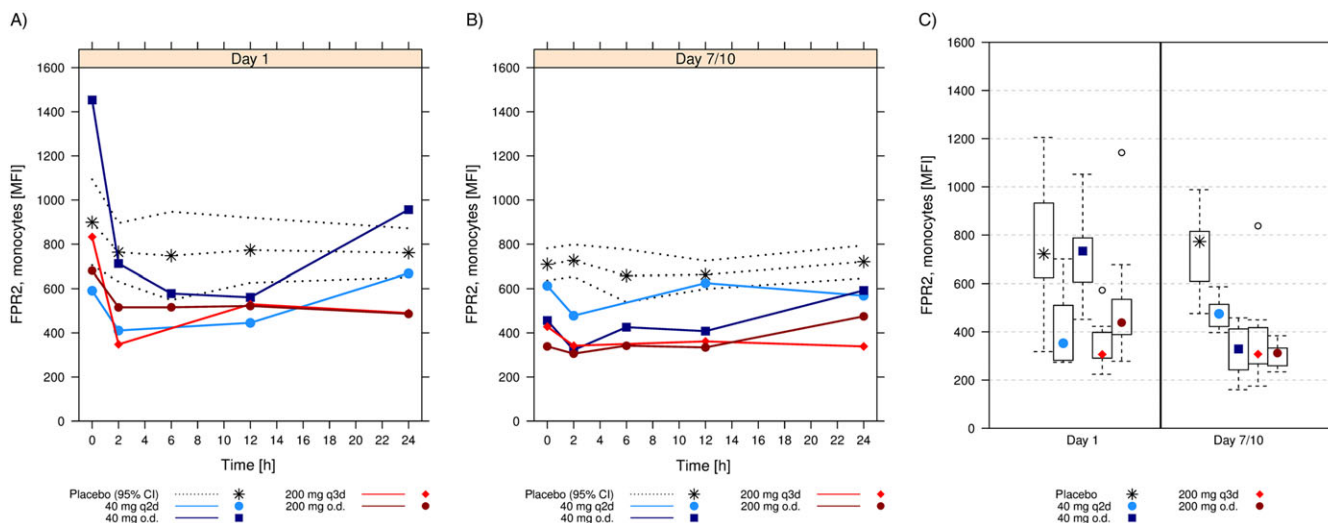 A)
Day 1
FPR2, monocytes [MFI]
1600
1400
1200
1000
800
600
400
200
0
0 2 4 6 8 10 12 14 16 18 20 22 24
Time [h]
Placebo (95% CI)
40 mg q2d
40 mg o.d.
200 mg q3d
200 mg o.d.
B)
Day 7/10
FPR2, monocytes [MFI]
1600
1400
1200
1000
800
600
400
200
0
0 2 4 6 8 10 12 14 16 18 20 22 24
Time [h]
Placebo (95% CI)
40 mg q2d
40 mg o.d.
200 mg q3d
200 mg o.d.
C)
FPR2, monocytes [MFI]
1600
1400
1200
1000
800
600
400
200
0
Day 1 Day 7/10
Placebo
40 mg q2d
40 mg o.d.
200 mg q3d
200 mg o.d.